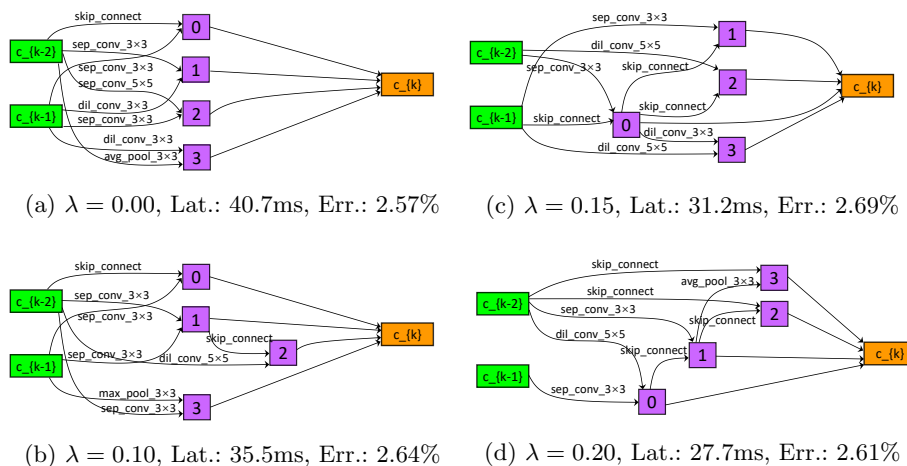 skip_connect
0
c_{k-2}
sep_conv_3×3
sep_conv_3×3
1
sep_conv_5×5
c_{k}
dil_conv_3×3
2
c_{k-1}
sep_conv_3×3
dil_conv_3×3
avg_pool_3×3
3
(a) λ = 0.00, Lat.: 40.7ms, Err.: 2.57%
sep_conv_3×3
1
c_{k-2}
dil_conv_5×5
sep_conv_3×3
skip_connect
2
c_{k}
skip_connect
c_{k-1}
skip_connect
0
dil_conv_3×3
dil_conv_5×5
3
(c) λ = 0.15, Lat.: 31.2ms, Err.: 2.69%
skip_connect
0
c_{k-2}
sep_conv_3×3
sep_conv_3×3
1
skip_connect
c_{k}
sep_conv_3×3
dil_conv_5×5
2
c_{k-1}
max_pool_3×3
sep_conv_3×3
3
(b) λ = 0.10, Lat.: 35.5ms, Err.: 2.64%
skip_connect
3
avg_pool_3×3
c_{k-2}
skip_connect
sep_conv_3×3
2
skip_connect
dil_conv_5×5
skip_connect
1
c_{k}
c_{k-1}
sep_conv_3×3
0
(d) λ = 0.20, Lat.: 27.7ms, Err.: 2.61%